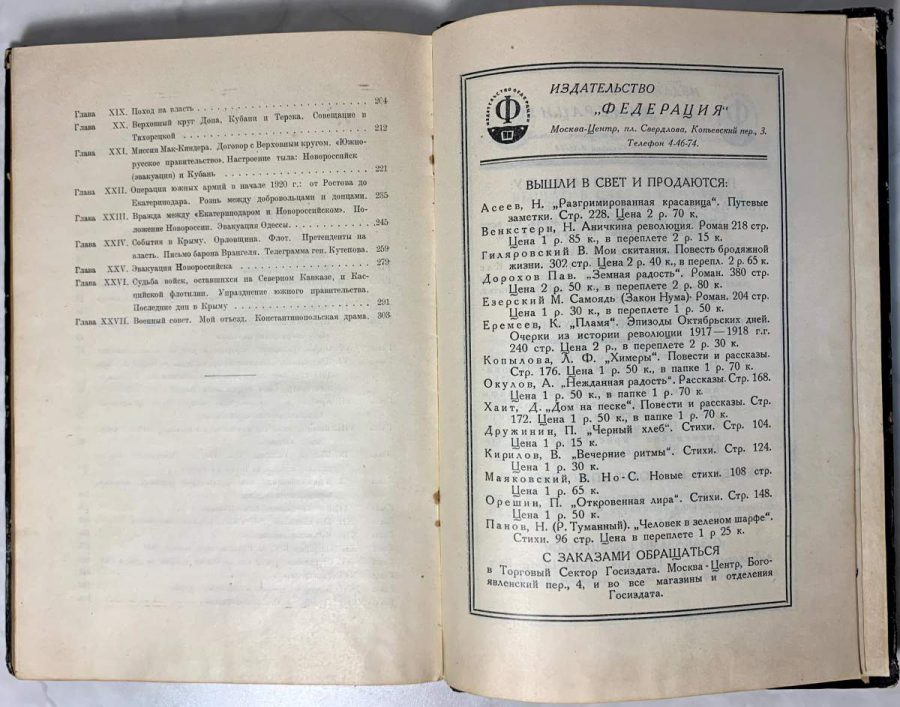 Глава XIX. Поход на власть . . . . . . . . . . . . . . . . . . . . . 204
Глава XX. Верховный круг Дона, Кубани и Терека. Совещание в
Тихорецкой . . . . . . . . . . . . . . . . . . . . . . . . . 212
Глава XXI. Миссия Мак-Киндера. Договор с Верховным кругом. «Южно-
русское правительство». Настроение тыла: Новороссийск
(эвакуация) и Кубань . . . . . . . . . . . . . . . . . . . . 221
Глава XXII. Операции южных армий в начале 1920 г.: от Ростова до
Екатеринодара. Рознь между добровольцами и донцами. 235
Глава XXIII. Вражда между «Екатеринодаром и Новороссийском». По-
ложение Новороссии. Эвакуация Одессы. . . . . . . . . . 245
Глава XXIV. События в Крыму. Орловщина. Флот. Претенденты на
власть. Письмо барона Врангеля. Телеграмма ген. Кутепова. 259
Глава XXV. Эвакуация Новороссийска . . . . . . . . . . . . . . . . 279
Глава XXVI. Судьба войск, оставшихся на Северном Кавказе, и Кас-
пийской флотилии. Упразднение южного правительства.
Последние дни в Крыму . . . . . . . . . . . . . . . . . . 291
Глава XXVII. Военный совет. Мой отъезд. Константинопольская драма. 303
ИЗДАТЕЛЬСТВО ФЕДЕРАЦИЯ
Ф
ИЗДАТЕЛЬСТВО
„ФЕДЕРАЦИЯ"
Москва-Центр, пл. Свердлова, Копьевский пер., 3.
Телефон 4-46-74.
ВЫШЛИ В СВЕТ И ПРОДАЮТСЯ:
Асеев, Н. „Разгримированная красавица". Путевые
заметки. Стр. 228. Цена 2 р. 70 к.
Венкстерн, Н. Аничкина революция. Роман 218 стр.
Цена 1 р. 85 к., в переплете 2 р. 15 к.
Гиляровский В. Мои скитания. Повесть бродяжной
жизни. 302 стр. Цена 2 р. 40 к., в перепл. 2 р. 65 к.
Дорохов Пав. „Земная радость". Роман. 380 стр.
Цена 2 р. 50 к., в переплете 2 р. 80 к.
Езерский М. Самоядь (Закон Нума)· Роман. 204 стр.
Цена 1 р. 30 к., в переплете 1 р. 50 к.
Еремеев, К. „Пламя". Эпизоды Октябрьских дней.
Очерки из истории революции 1917—1918 г.г.
240 стр. Цена 2 р., в переплете 2 р. 30 к.
Копылова, Л. Ф. „Химеры". Повести и рассказы.
Стр. 176. Цена 1 р. 50 к., в папке 1 р. 70 к.
Окулов, А. „Нежданная радость". Рассказы. Стр. 168.
Цена 1 р. 50 к., в папке 1 р. 70 к.
Хаит, Д. „Дом на песке". Повести и рассказы. Стр.
172. Цена 1 р. 50 к., в папке 1 р. 70 к.
Дружинин, П. „Черный хлеб". Стихи. Стр. 104.
Цена 1 р. 15 к.
Кирилов, В. „Вечерние ритмы". Стихи. Стр. 124.
Цена 1 р. 30 к.
Маяковский, В. Но-С. Новые стихи. 108 стр.
Цена 1 р. 65 к.
Орешин, П. „Откровенная лира". Стихи. Стр. 148.
Цена 1 р. 50 к.
Панов, Н. (Р. Туманный). „Человек в зеленом шарфе".
Стихи. 96 стр. Цена в переплете 1 р 25 к.
С ЗАКАЗАМИ ОБРАЩАТЬСЯ
в Торговый Сектор Госиздата. Москва-Центр, Бого-
явленский пер., 4, и во все магазины и отделения
Госиздата.